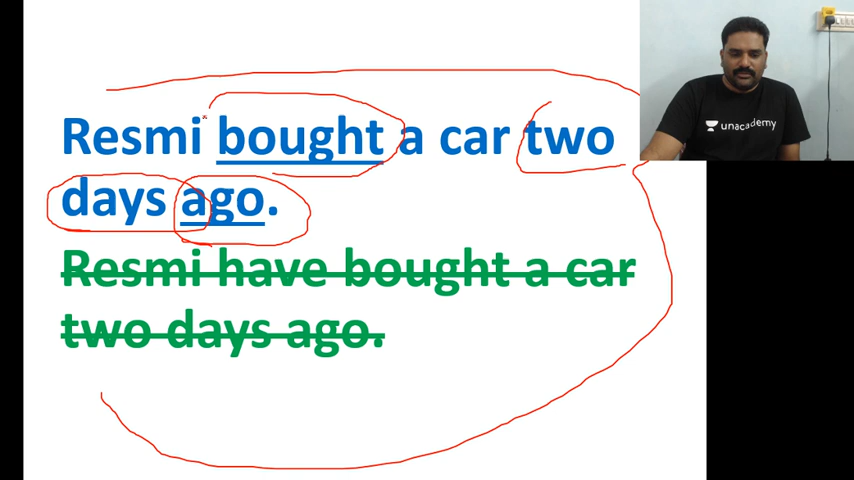 Resmi bought a car two
days ago.
Resmi have bought a car
two days ago.
unacademy